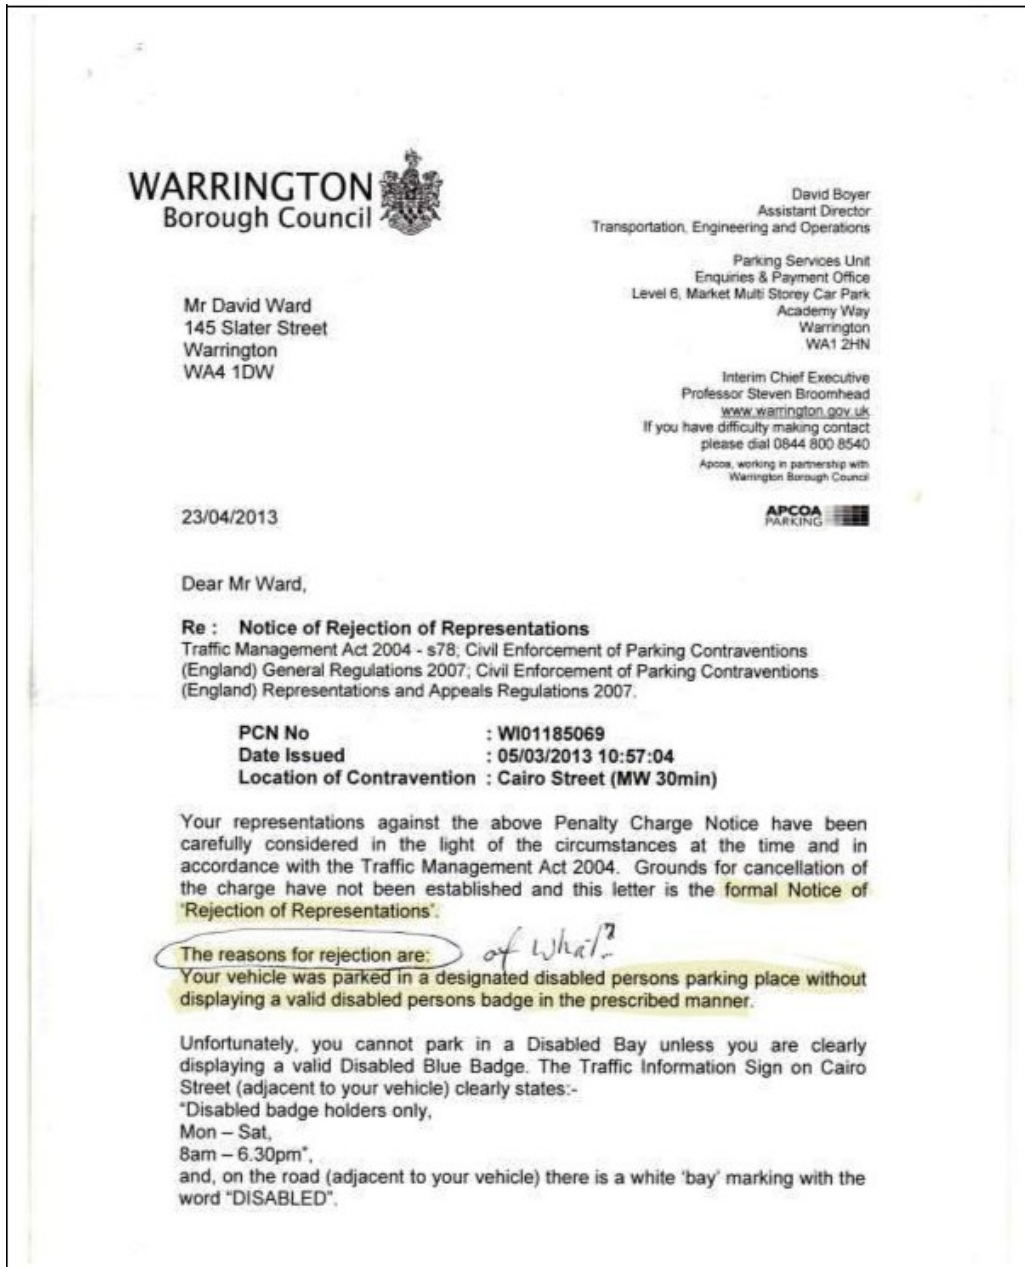 WARRINGTON
Borough Council
David Boyer
Assistant Director
Transportation, Engineering and Operations
Parking Services Unit
Enquiries & Payment Office
Level 6, Market Multi Storey Car Park
Academy Way
Warrington
WA1 2HN
Mr David Ward
145 Slater Street
Warrington
WA4 1DW
Interim Chief Executive
Professor Steven Broomhead
www.warrington.gov.uk
If you have difficulty making contact
please dial 0844 800 8540
Apcoa, working in partnership with
Warrington Borough Council
APCOA
PARKING
23/04/2013
Dear Mr Ward,
Re : Notice of Rejection of Representations
Traffic Management Act 2004 - s78; Civil Enforcement of Parking Contraventions
(England) General Regulations 2007; Civil Enforcement of Parking Contraventions
(England) Representations and Appeals Regulations 2007.
PCN No : WI01185069
Date Issued : 05/03/2013 10:57:04
Location of Contravention : Cairo Street (MW 30min)
Your representations against the above Penalty Charge Notice have been
carefully considered in the light of the circumstances at the time and in
accordance with the Traffic Management Act 2004. Grounds for cancellation of
the charge have not been established and this letter is the formal Notice of
'Rejection of Representations'.
The reasons for rejection are: of what?
Your vehicle was parked in a designated disabled persons parking place without
displaying a valid disabled persons badge in the prescribed manner.
Unfortunately, you cannot park in a Disabled Bay unless you are clearly
displaying a valid Disabled Blue Badge. The Traffic Information Sign on Cairo
Street (adjacent to your vehicle) clearly states:-
"Disabled badge holders only,
Mon – Sat,
8am – 6.30pm",
and, on the road (adjacent to your vehicle) there is a white 'bay' marking with the
word "DISABLED".